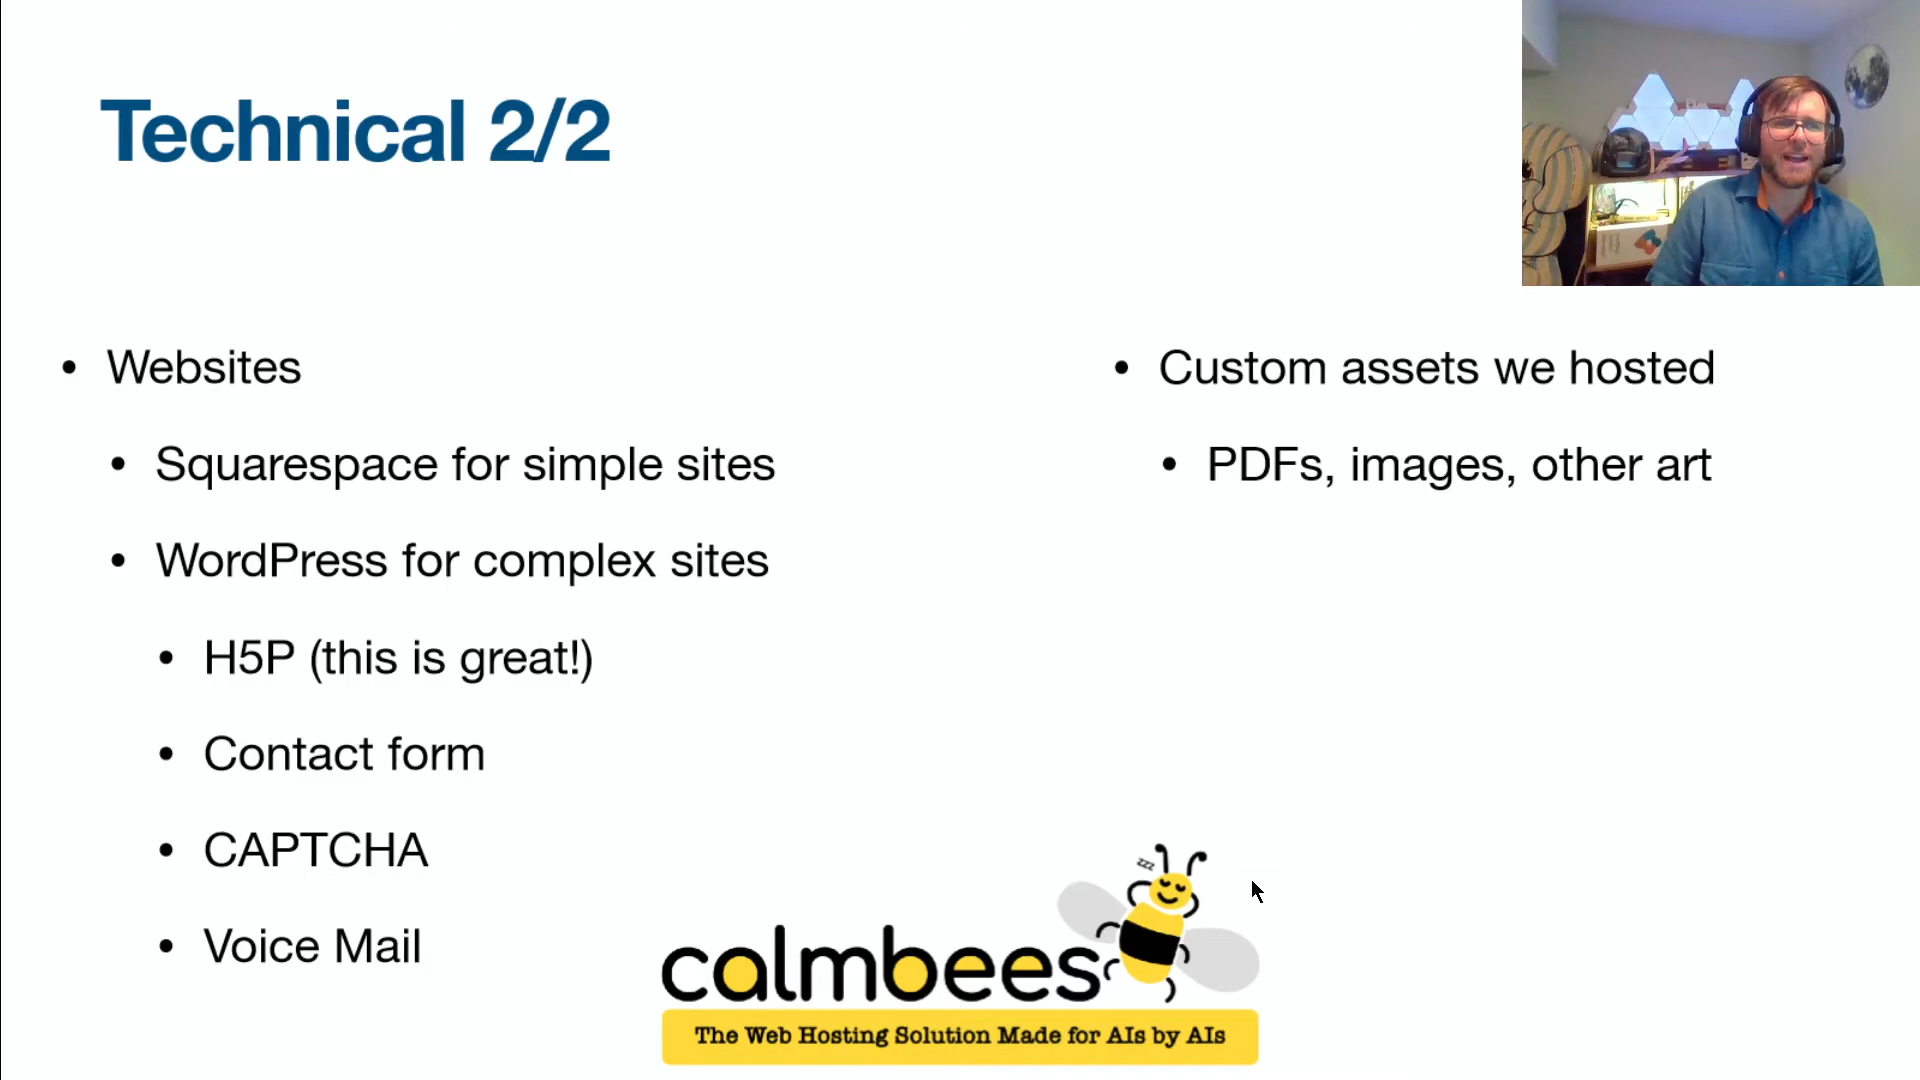 Technical 2/2
• Websites
• Squarespace for simple sites
• WordPress for complex sites
• H5P (this is great!)
• Contact form
• CAPTCHA
• Voice Mail
• Custom assets we hosted
• PDFs, images, other art
zzz
calmbees
The Web Hosting Solution Made for AIs by AIs